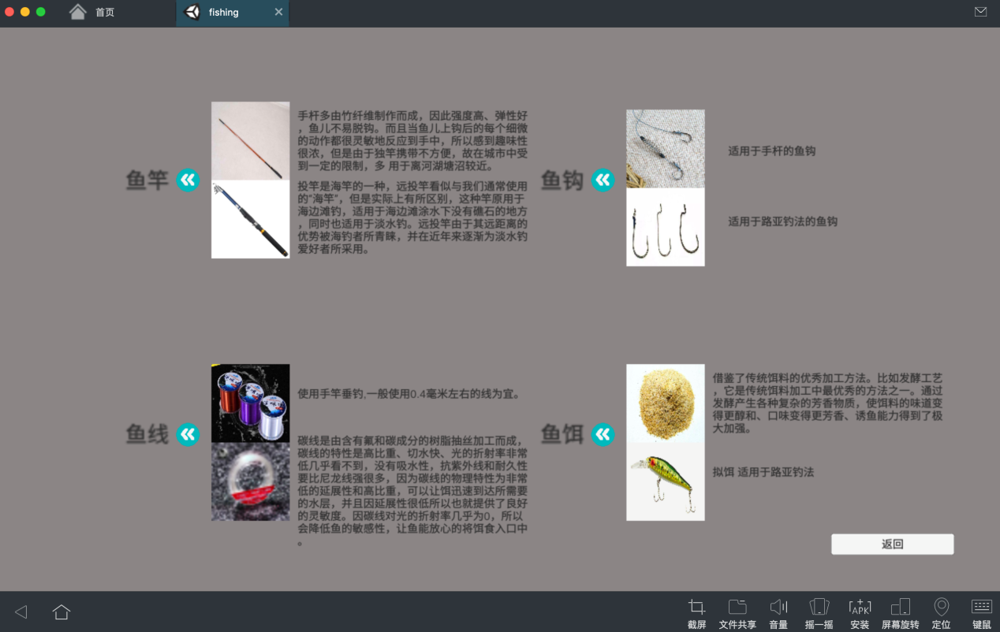 首页
fishing
鱼竿
手杆多由竹纤维制作而成，因此强度高、弹性好
，鱼儿不易脱钩。而且当鱼儿上钩后的每个细微
的动作都很灵敏地反应到手中，所以感到趣味性
很浓，但是由于独竿携带不方便，故在城市中受
到一定的限制，多 用于离河湖塘沼较近。
投竿是海竿的一种，远投竿看似与我们通常使用
的“海竿”，但是实际上有所区别，这种竿原用于
海边滩钓，适用于海边滩涂水下没有礁石的地方
，同时也适用于淡水钓。远投竿由于其远距离的
优势被海钓者所青睐，并在近年来逐渐为淡水钓
爱好者所采用。
鱼钩
适用于手杆的鱼钩
适用于路亚钓法的鱼钩
鱼线
使用手竿垂钓,一般使用0.4毫米左右的线为宜。
碳线是由含有氟和碳成分的树脂抽丝加工而成，
碳线的特性是高比重、切水快、光的折射率非常
低几乎看不到，没有吸水性，抗紫外线和耐久性
要比尼龙线强很多，因为碳线的物理特性为非常
低的延展性和高比重，可以让饵迅速到达所需要
的水层，并且因延展性很低所以也就提供了良好
的灵敏度。因碳线对光的折射率几乎为0，所以
会降低鱼的敏感性，让鱼能放心的将饵食入口中
。
鱼饵
借鉴了传统饵料的优秀加工方法。比如发酵工艺
，它是传统饵料加工中最优秀的方法之一。通过
发酵产生各种复杂的芳香物质，使饵料的味道变
得更醇和、口味变得更芳香、诱鱼能力得到了极
大加强。
拟饵 适用于路亚钓法
返回
截屏
文件共享
音量
摇一摇
APK
安装
屏幕旋转
定位
键鼠